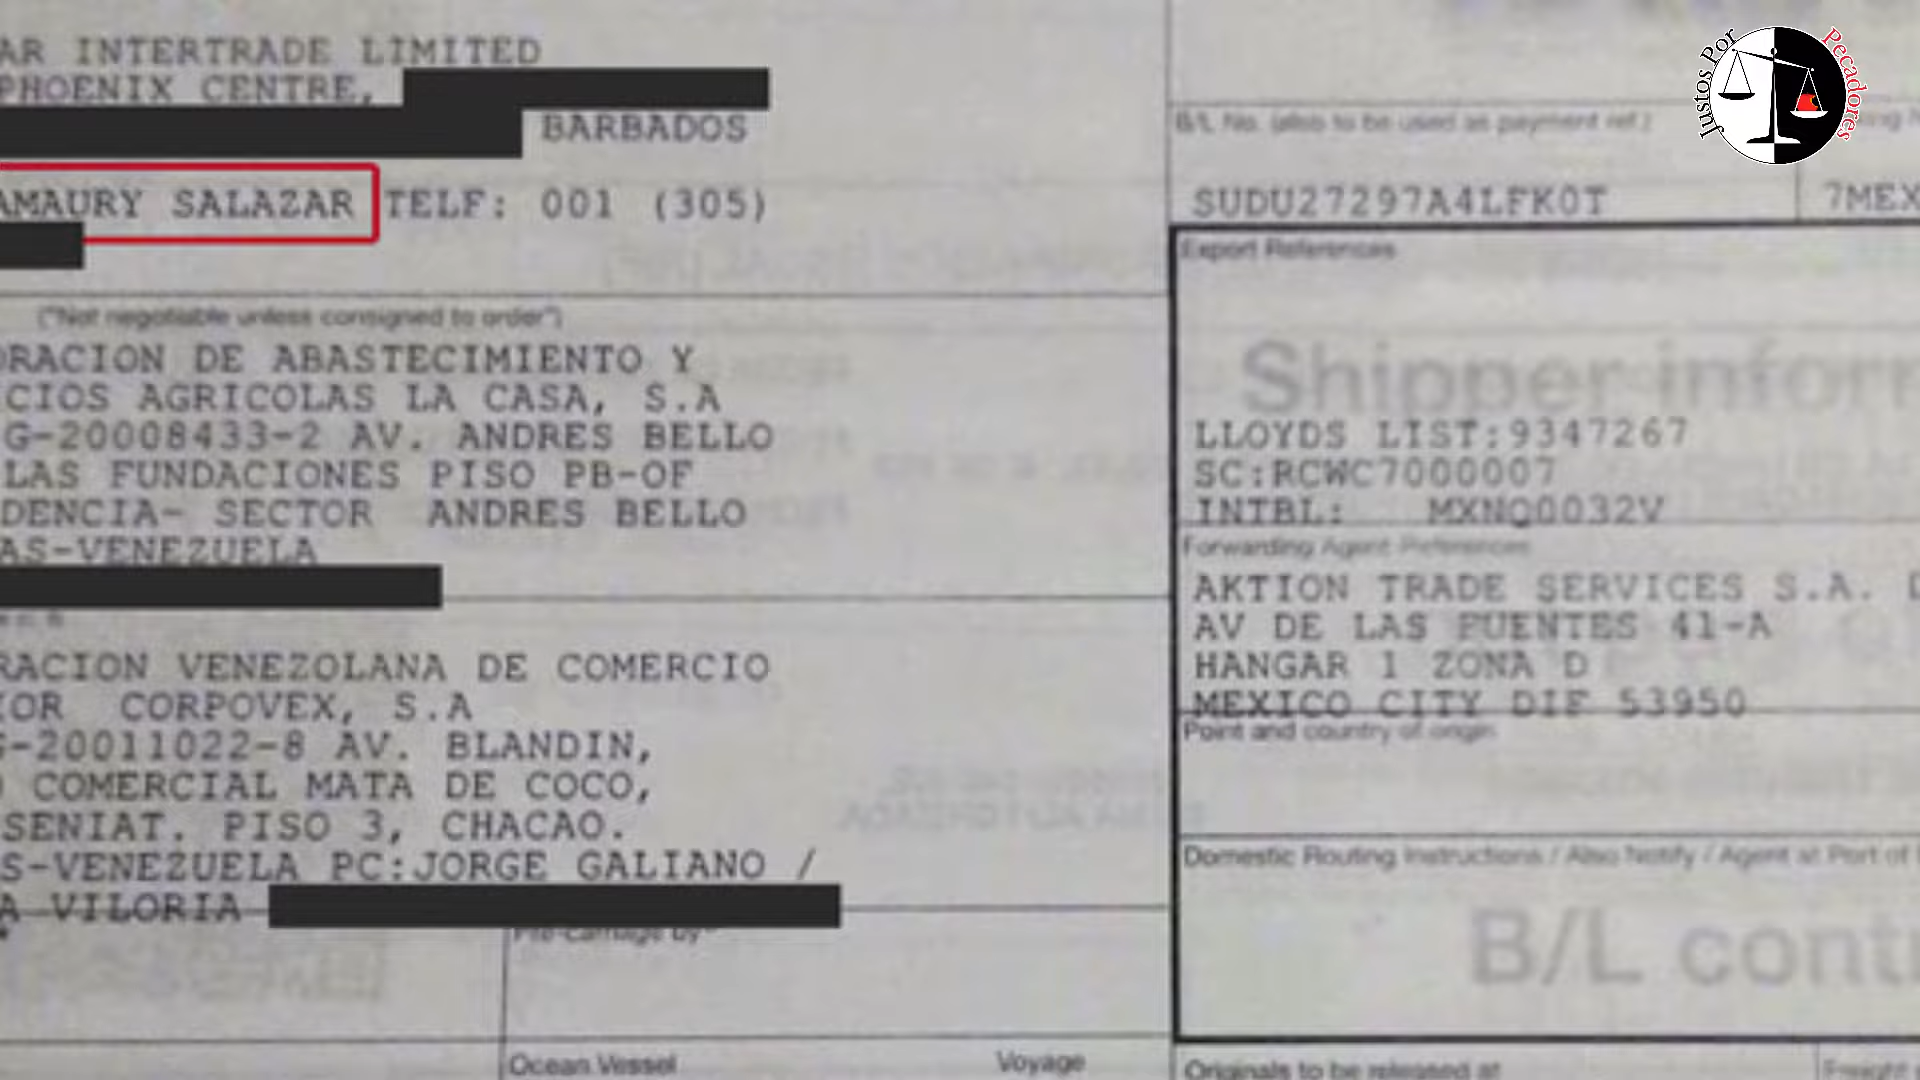 AR INTERTRADE LIMITED
PHOENIX CENTRE,
BARBADOS
AMAURY SALAZAR TELF: 001 (305)
("Not negotiable unless consigned to order")
ORACION DE ABASTECIMIENTO Y
CIOS AGRICOLAS LA CASA, S.A
G-20008433-2 AV. ANDRES BELLO
LAS FUNDACIONES PISO PB-OF
DENCIA- SECTOR ANDRES BELLO
AS-VENEZUELA
RACION VENEZOLANA DE COMERCIO
IOR CORPOVEX, S.A
G-20011022-8 AV. BLANDIN,
O COMERCIAL MATA DE COCO,
SENIAT. PISO 3, CHACAO.
S-VENEZUELA PC:JORGE GALIANO /
A VILORIA
Pre-carriage by*
Ocean Vessel Voyage
Justos Por Pecadores
B/L No. (also to be used as payment ref.)
SUDU27297A4LFK0T 7MEX
Export References
Shipper inform
LLOYDS LIST:9347267
SC:RCWC7000007
INTBL: MXNQ0032V
Forwarding Agent References
AKTION TRADE SERVICES S.A. D
AV DE LAS FUENTES 41-A
HANGAR 1 ZONA D
MEXICO CITY DIF 53950
Point and country of origin
Domestic Routing Instructions / Also Notify / Agent at Port of
B/L cont
Originals to be released at Freight